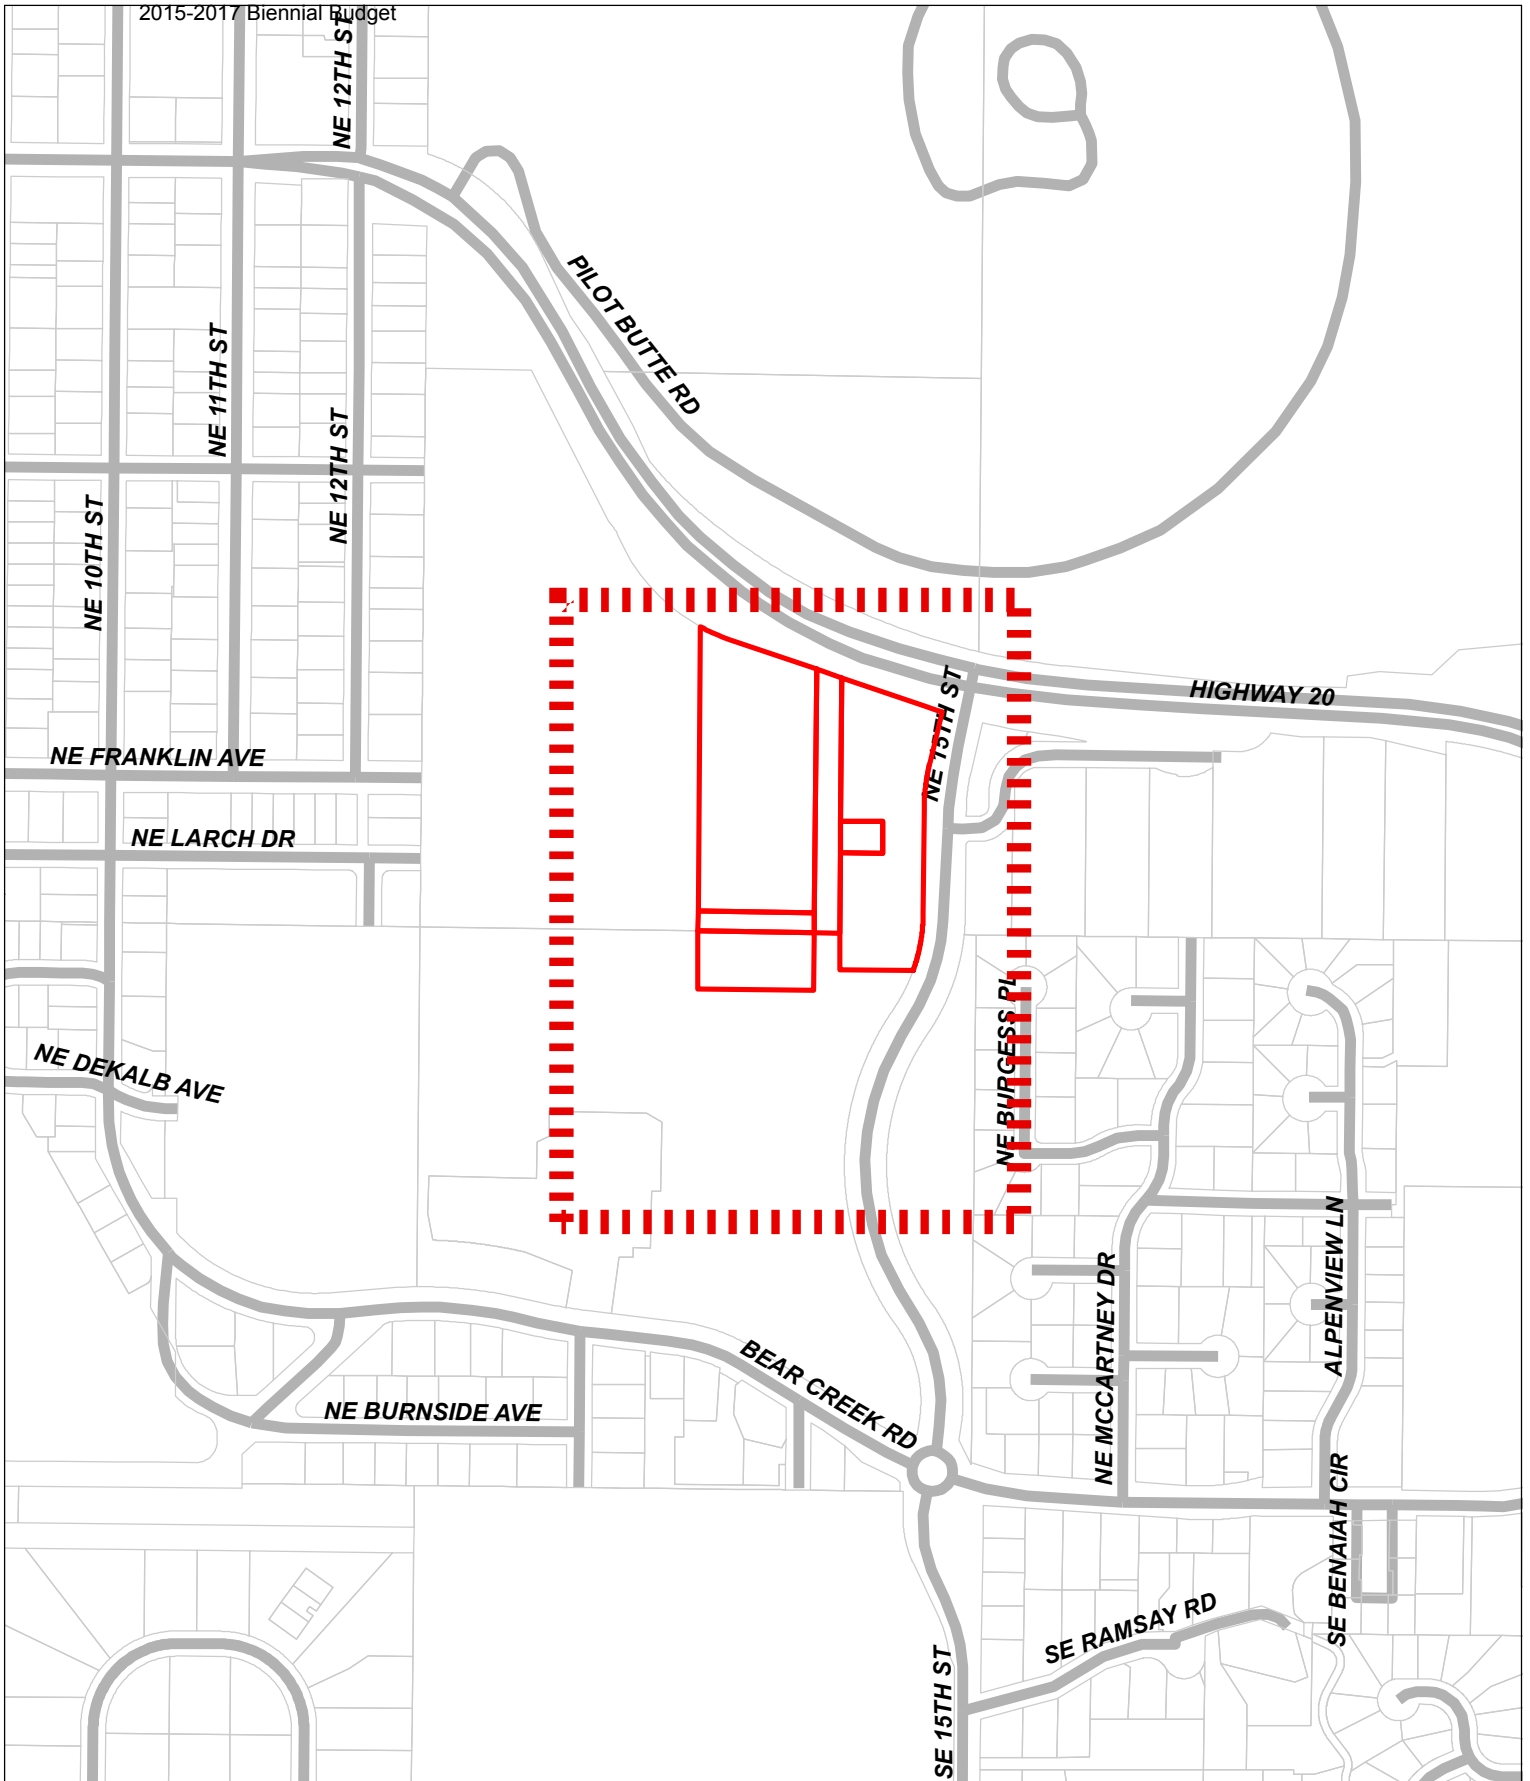 2015-2017 Biennial Budget
NE 12TH ST
PILOT BUTTE RD
NE 11TH ST
NE 12TH ST
NE 10TH ST
NE 15TH ST
HIGHWAY 20
NE FRANKLIN AVE
NE LARCH DR
NE BURGESS PL
NE DEKALB AVE
ALPENVIEW LN
NE MCCARTNEY DR
BEAR CREEK RD
NE BURNSIDE AVE
SE BENAIAH CIR
SE RAMSAY RD
SE 15TH ST